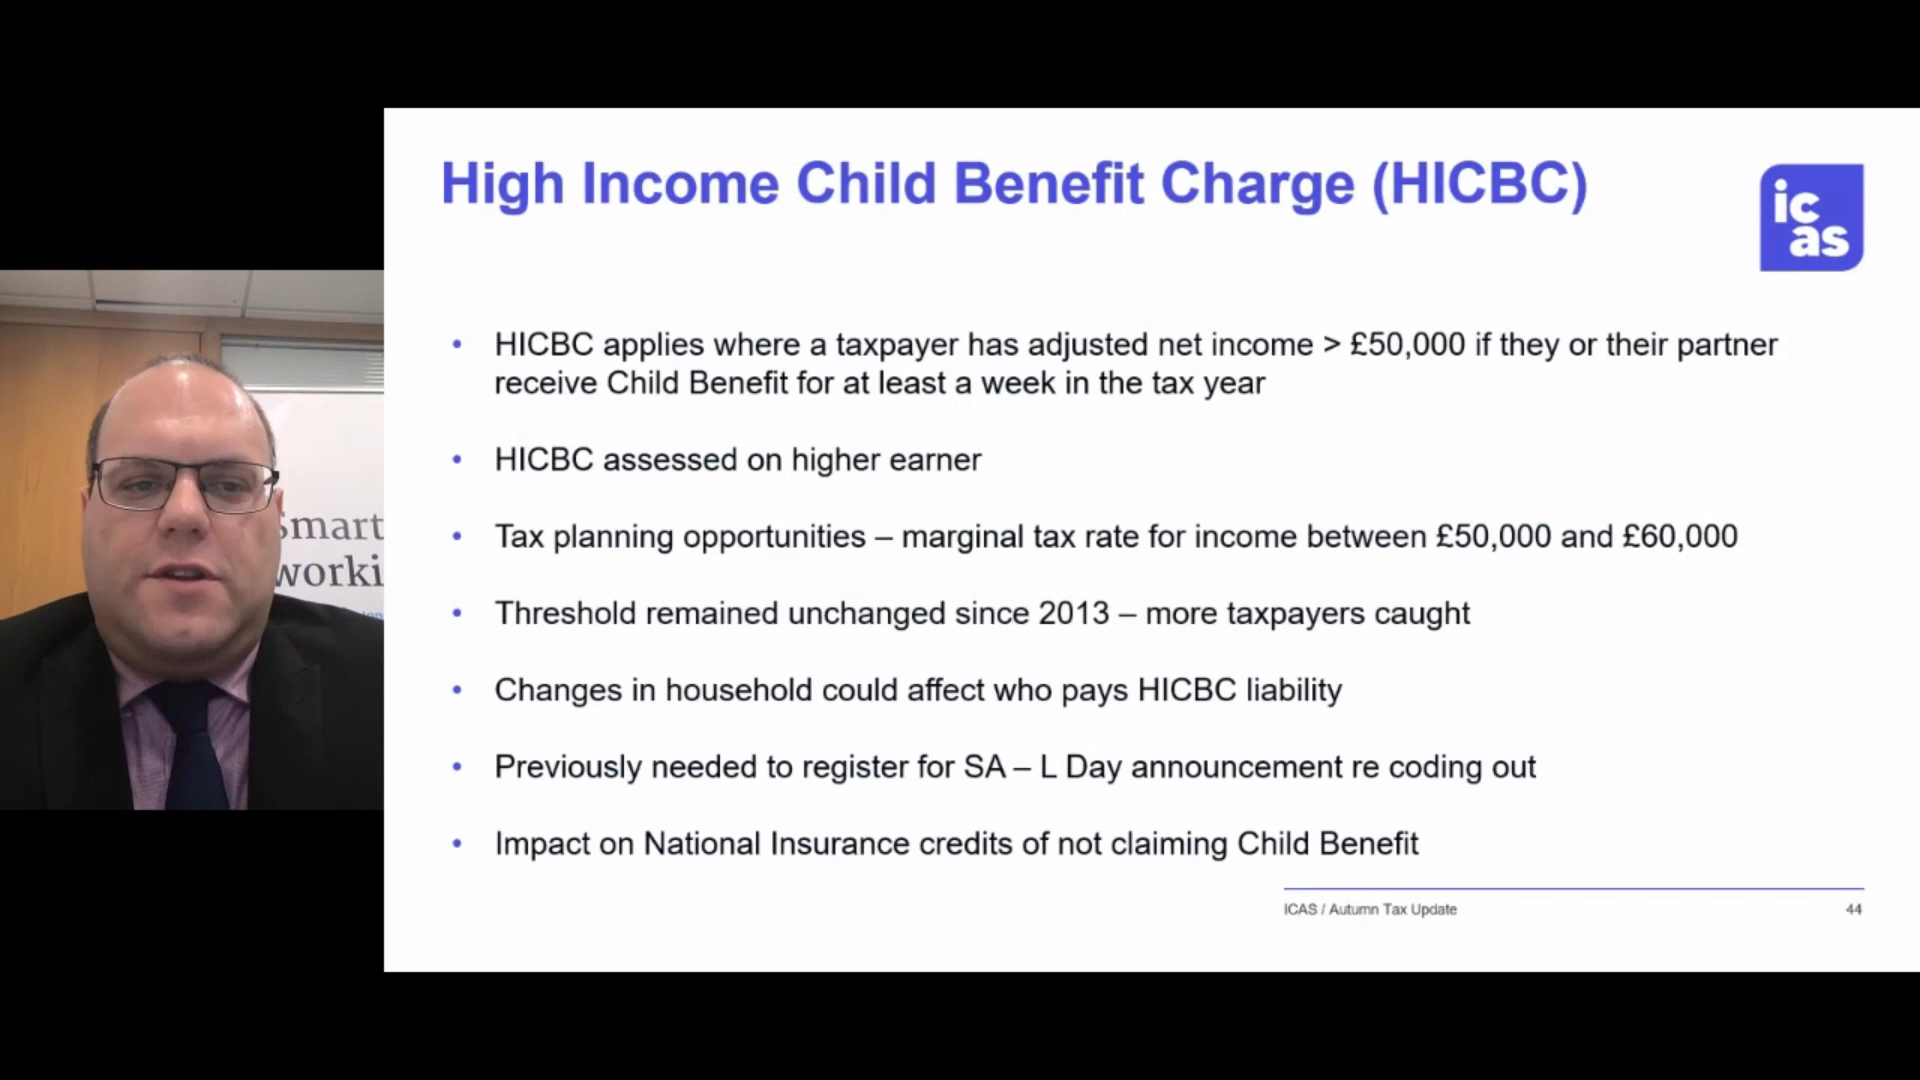 High Income Child Benefit Charge (HICBC)
ic
as
• HICBC applies where a taxpayer has adjusted net income > £50,000 if they or their partner
receive Child Benefit for at least a week in the tax year
• HICBC assessed on higher earner
• Tax planning opportunities – marginal tax rate for income between £50,000 and £60,000
• Threshold remained unchanged since 2013 – more taxpayers caught
• Changes in household could affect who pays HICBC liability
• Previously needed to register for SA – L Day announcement re coding out
• Impact on National Insurance credits of not claiming Child Benefit
ICAS / Autumn Tax Update
44
Smart
worki